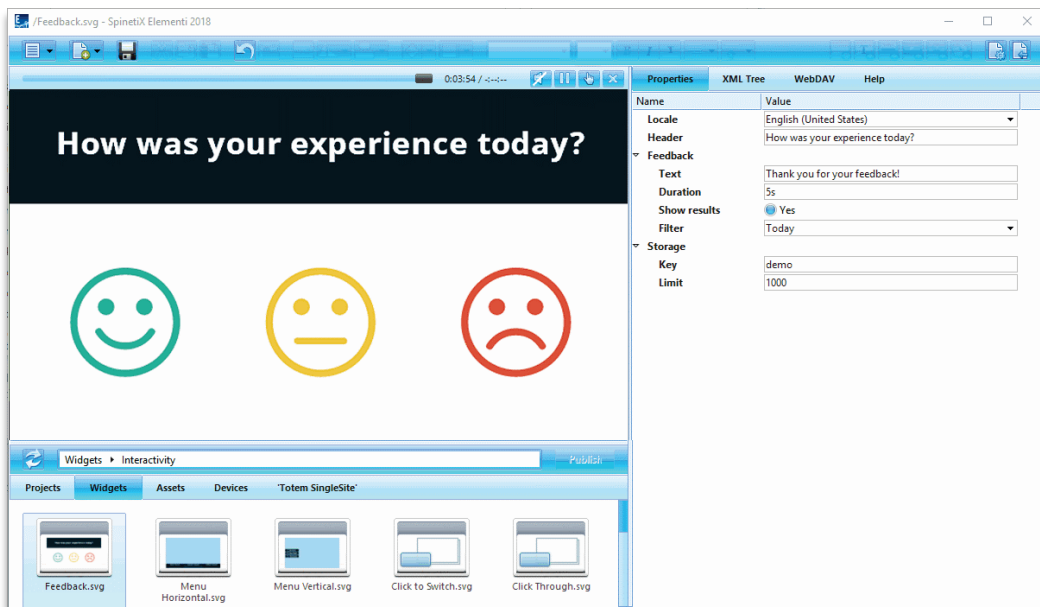 /Feedback.svg - SpinetiX Elementi 2018
0:03:54 / -:--:--
How was your experience today?
Properties XML Tree WebDAV Help
Name Value
Locale English (United States)
Header How was your experience today?
Feedback
Text Thank you for your feedback!
Duration 5s
Show results Yes
Filter Today
Storage
Key demo
Limit 1000
Widgets Interactivity
Publish
Projects Widgets Assets Devices 'Totem SingleSite'
Feedback.svg
Menu Horizontal.svg
Menu Vertical.svg
Click to Switch.svg
Click Through.svg